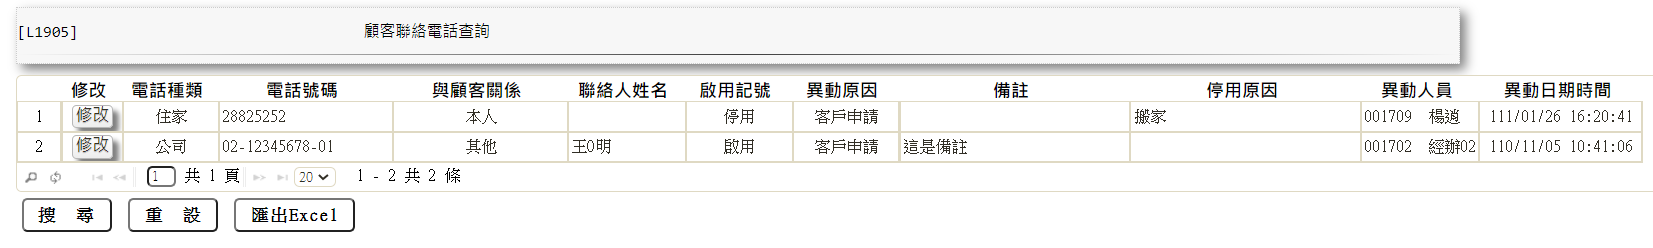 [L1905] 顧客聯絡電話查詢
修改 電話種類 電話號碼 與顧客關係 聯絡人姓名 啟用記號 異動原因 備註 停用原因 異動人員 異動日期時間
1 修改 住家 28825252 本人 停用 客戶申請 搬家 001709 楊逍 111/01/26 16:20:41
2 修改 公司 02-12345678-01 其他 王0明 啟用 客戶申請 這是備註 001702 經辦02 110/11/05 10:41:06
1 共 1 頁 20 1 - 2 共 2 條
搜 尋 重 設 匯出Excel